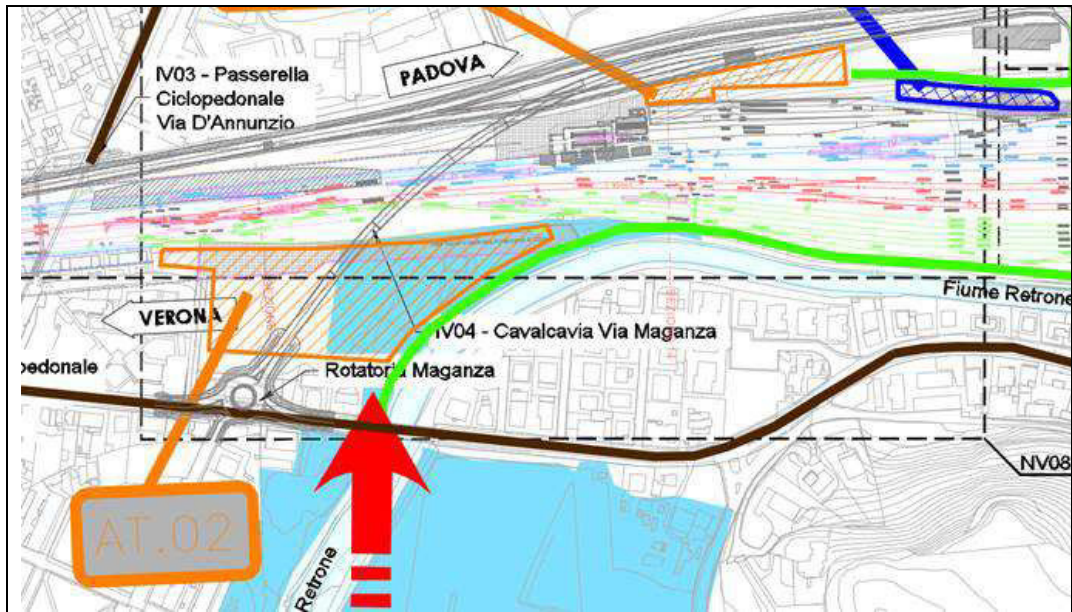 IV03 - Passerella
Ciclopedonale
Via D'Annunzio
PADOVA
VERONA
Fiume Retrone
IV04 - Cavalcavia Via Maganza
pedonale
Rotatoria Maganza
NV08
AT.02
Retrone